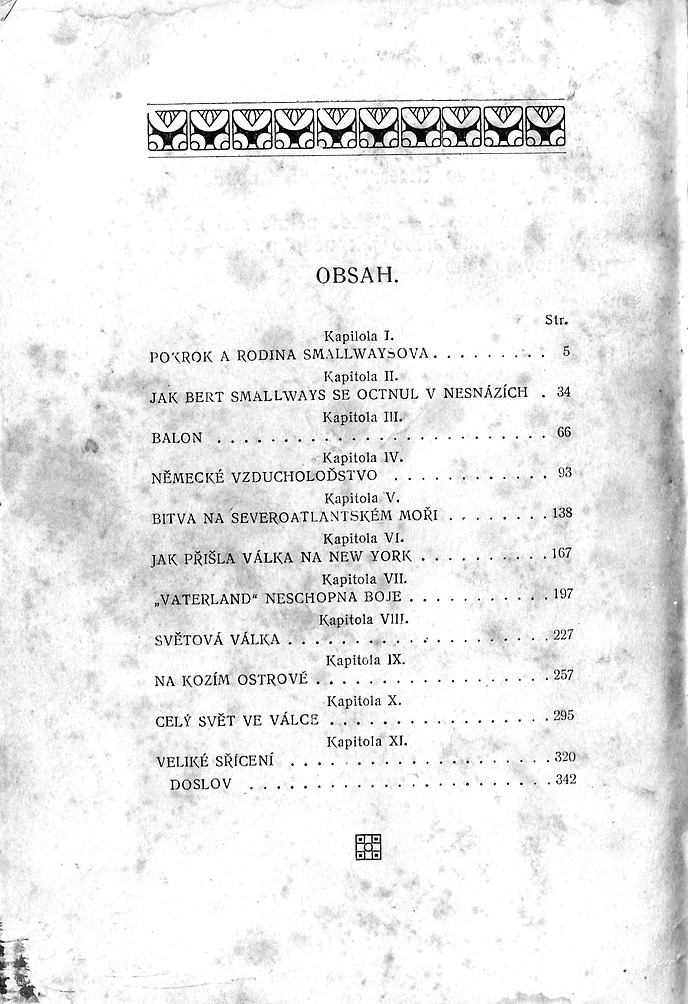 OBSAH.
Str.
Kapilola I.
POKROK A RODINA SMALLWAYSOVA . . . . . . . . . 5
Kapitola II.
JAK BERT SMALLWAYS SE OCTNUL V NESNÁZÍCH . 34
Kapitola III.
BALON . . . . . . . . . . . . . . . . . . . . . . . . . . 66
Kapitola IV.
NĚMECKÉ VZDUCHOLOĎSTVO . . . . . . . . . . . . 93
Kapitola V.
BITVA NA SEVEROATLANTSKÉM MOŘI . . . . . . . . 138
Kapitola VI.
JAK PŘIŠLA VÁLKA NA NEW YORK . . . . . . . . . . 167
Kapitola VII.
„VATERLAND“ NESCHOPNA BOJE . . . . . . . . . . . 197
Kapitola VIII.
SVĚTOVÁ VÁLKA . . . . . . . . . . . . . . . . . . . . 227
Kapitola IX.
NA KOZÍM OSTROVĚ . . . . . . . . . . . . . . . . . . 257
Kapitola X.
CELÝ SVĚT VE VÁLCE . . . . . . . . . . . . . . . . . 295
Kapitola XI.
VELIKÉ SŘÍCENÍ . . . . . . . . . . . . . . . . . . . . 320
DOSLOV . . . . . . . . . . . . . . . . . . . . . . . . 342